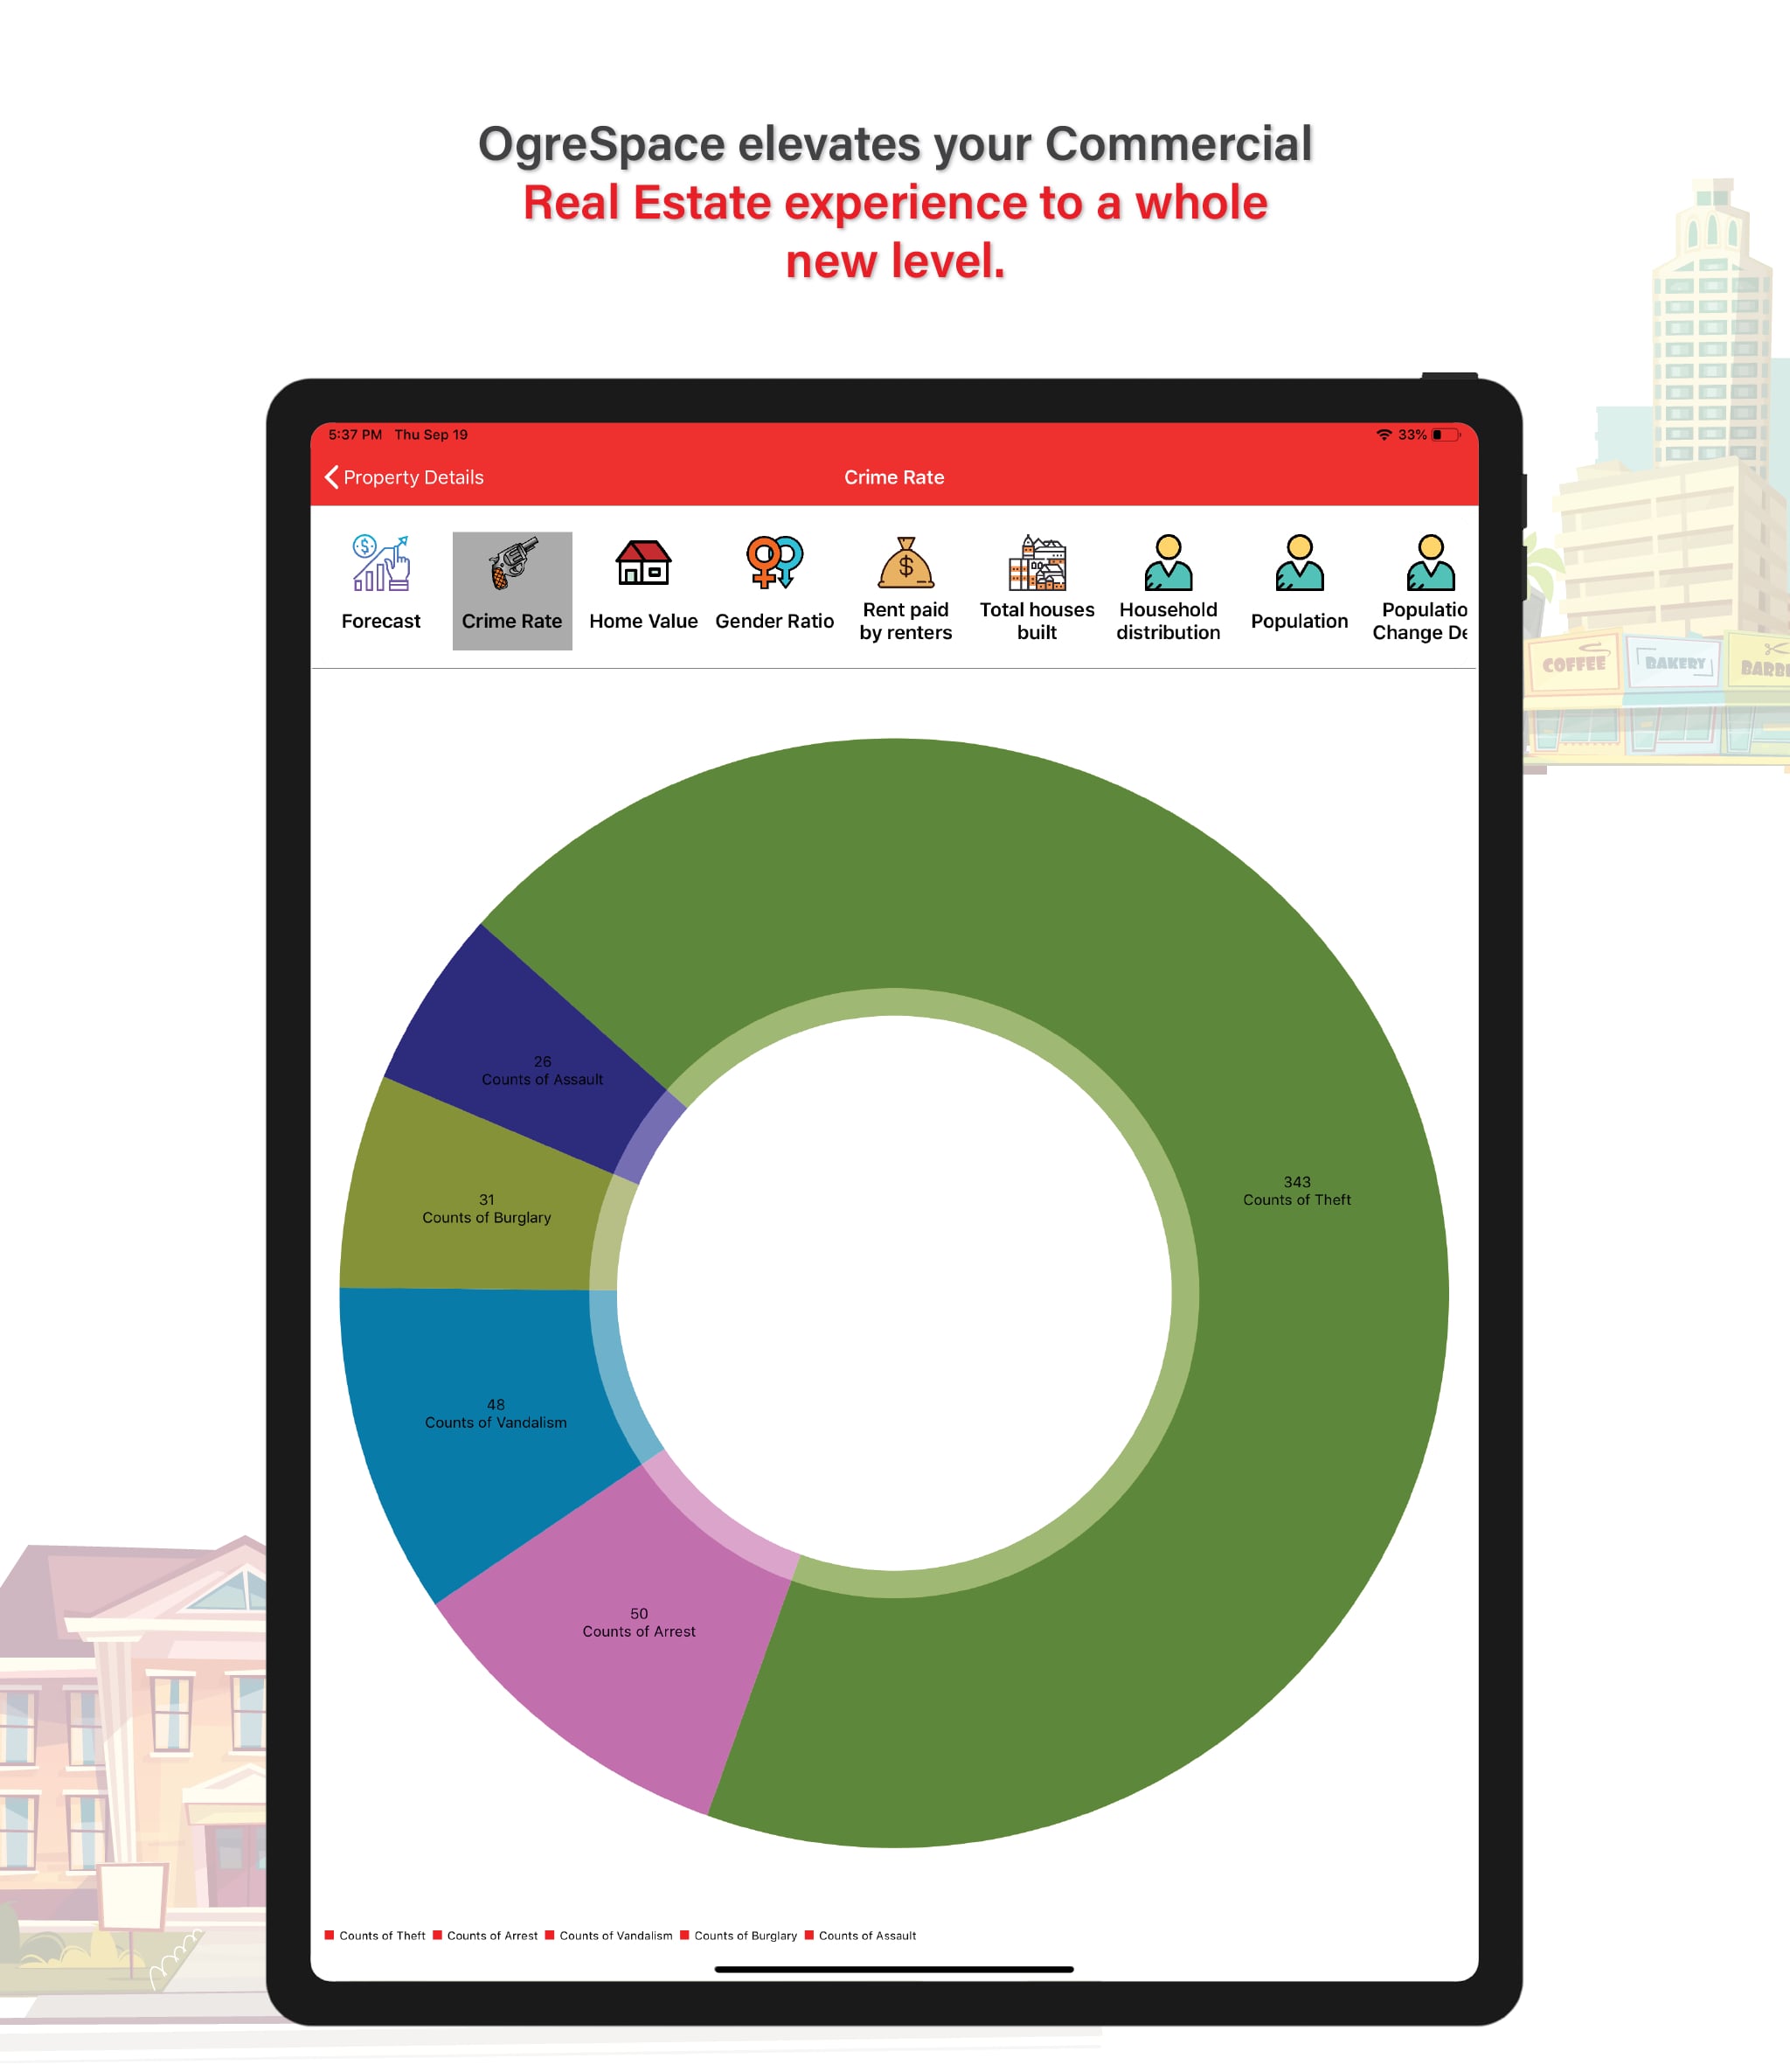 OgreSpace elevates your Commercial
Real Estate experience to a whole
new level.
5:37 PM Thu Sep 19
33%
Property Details
Crime Rate
Forecast
Crime Rate
Home Value
Gender Ratio
Rent paid
by renters
Total houses
built
Household
distribution
Population
Populatio
Change De
COFFEE
BAKERY
BARB
26
Counts of Assault
343
Counts of Theft
31
Counts of Burglary
48
Counts of Vandalism
50
Counts of Arrest
Counts of Theft Counts of Arrest Counts of Vandalism Counts of Burglary Counts of Assault